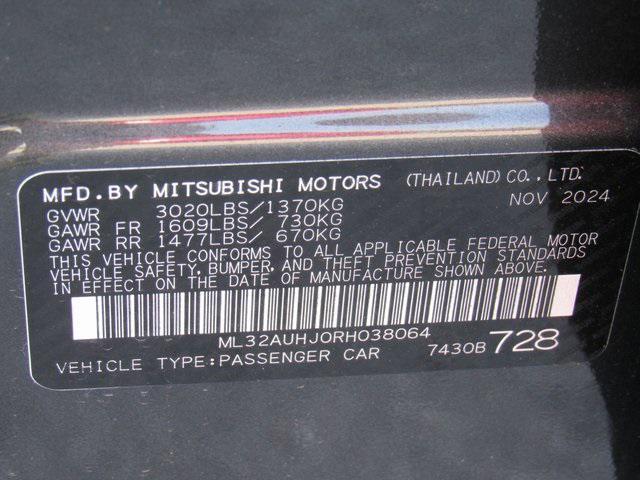 MFD.BY MITSUBISHI MOTORS (THAILAND) CO., LTD.
GVWR 3020LBS/1370KG NOV 2024
GAWR FR 1609LBS/ 730KG
GAWR RR 1477LBS/ 670KG
THIS VEHICLE CONFORMS TO ALL APPLICABLE FEDERAL MOTOR
VEHICLE SAFETY, BUMPER, AND THEFT PREVENTION STANDARDS
IN EFFECT ON THE DATE OF MANUFACTURE SHOWN ABOVE.
ML32AUHJ0RH038064
VEHICLE TYPE:PASSENGER CAR 7430B 728